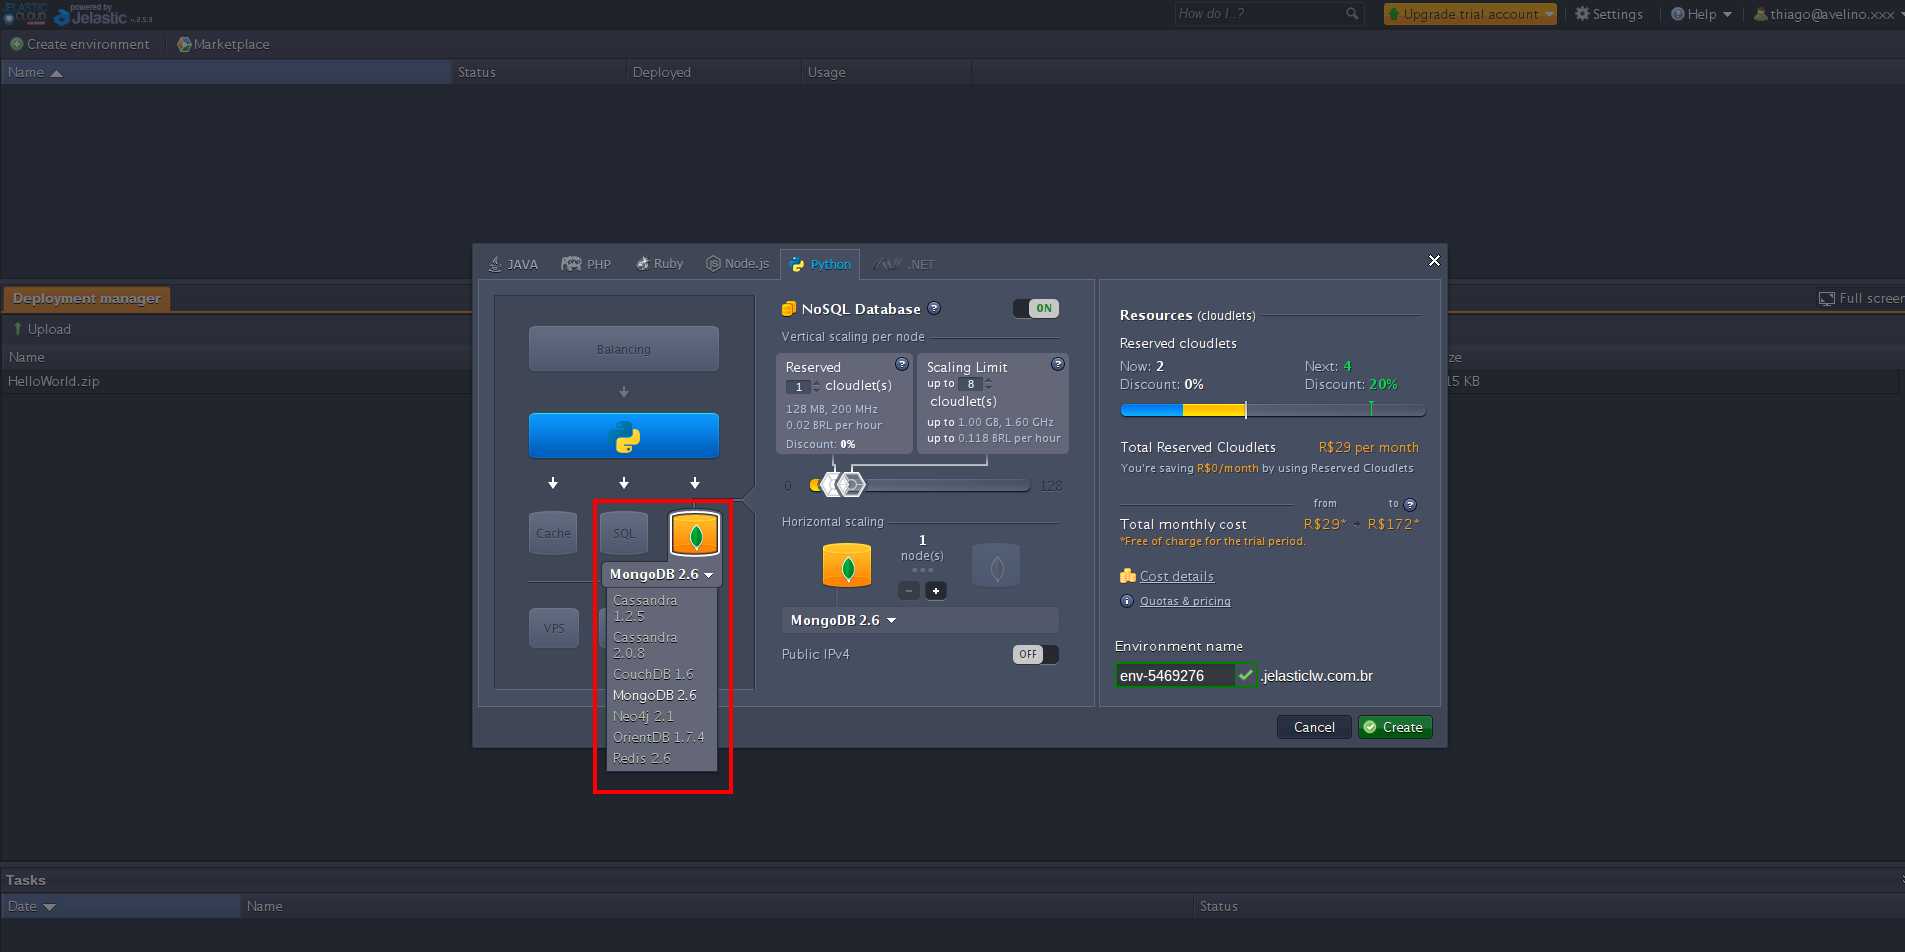 JELASTIC
CLOUD
powered by
Jelastic v.2.5.3
How do I..?
Upgrade trial account
Settings
Help
thiago@avelino.xxx
Create environment
Marketplace
Name
Status
Deployed
Usage
JAVA
PHP
Ruby
Node.js
Python
.NET
Deployment manager
Full screen
Upload
Name
ze
HelloWorld.zip
15 KB
Balancing
Cache
SQL
VPS
MongoDB 2.6
Cassandra
1.2.5
Cassandra
2.0.8
CouchDB 1.6
MongoDB 2.6
Neo4j 2.1
OrientDB 1.7.4
Redis 2.6
NoSQL Database
ON
Vertical scaling per node
Reserved
1 cloudlet(s)
128 MB, 200 MHz
0.02 BRL per hour
Discount: 0%
Scaling Limit
up to 8
cloudlet(s)
up to 1.00 GB, 1.60 GHz
up to 0.118 BRL per hour
0
128
Horizontal scaling
1
node(s)
MongoDB 2.6
Public IPv4
OFF
Resources (cloudlets)
Reserved cloudlets
Now: 2
Next: 4
Discount: 0%
Discount: 20%
Total Reserved Cloudlets
R$29 per month
You're saving R$0/month by using Reserved Cloudlets
from
to
Total monthly cost
R$29* - R$172*
*Free of charge for the trial period.
Cost details
Quotas & pricing
Environment name
env-5469276
.jelasticlw.com.br
Cancel
Create
Tasks
Date
Name
Status